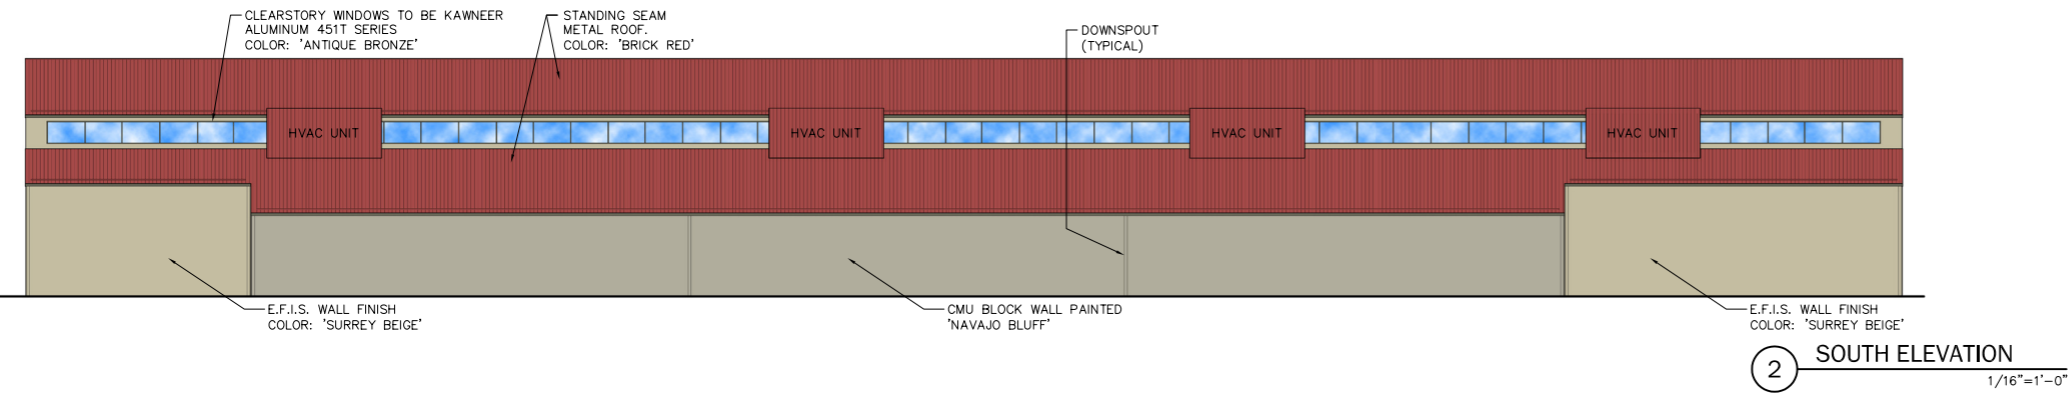 CLEARSTORY WINDOWS TO BE KAWNEER
ALUMINUM 451T SERIES
COLOR: 'ANTIQUE BRONZE'
STANDING SEAM
METAL ROOF.
COLOR: 'BRICK RED'
DOWNSPOUT
(TYPICAL)
HVAC UNIT
HVAC UNIT
HVAC UNIT
HVAC UNIT
E.F.I.S. WALL FINISH
COLOR: 'SURREY BEIGE'
CMU BLOCK WALL PAINTED
'NAVAJO BLUFF'
E.F.I.S. WALL FINISH
COLOR: 'SURREY BEIGE'
2
SOUTH ELEVATION
1/16"=1'-0"